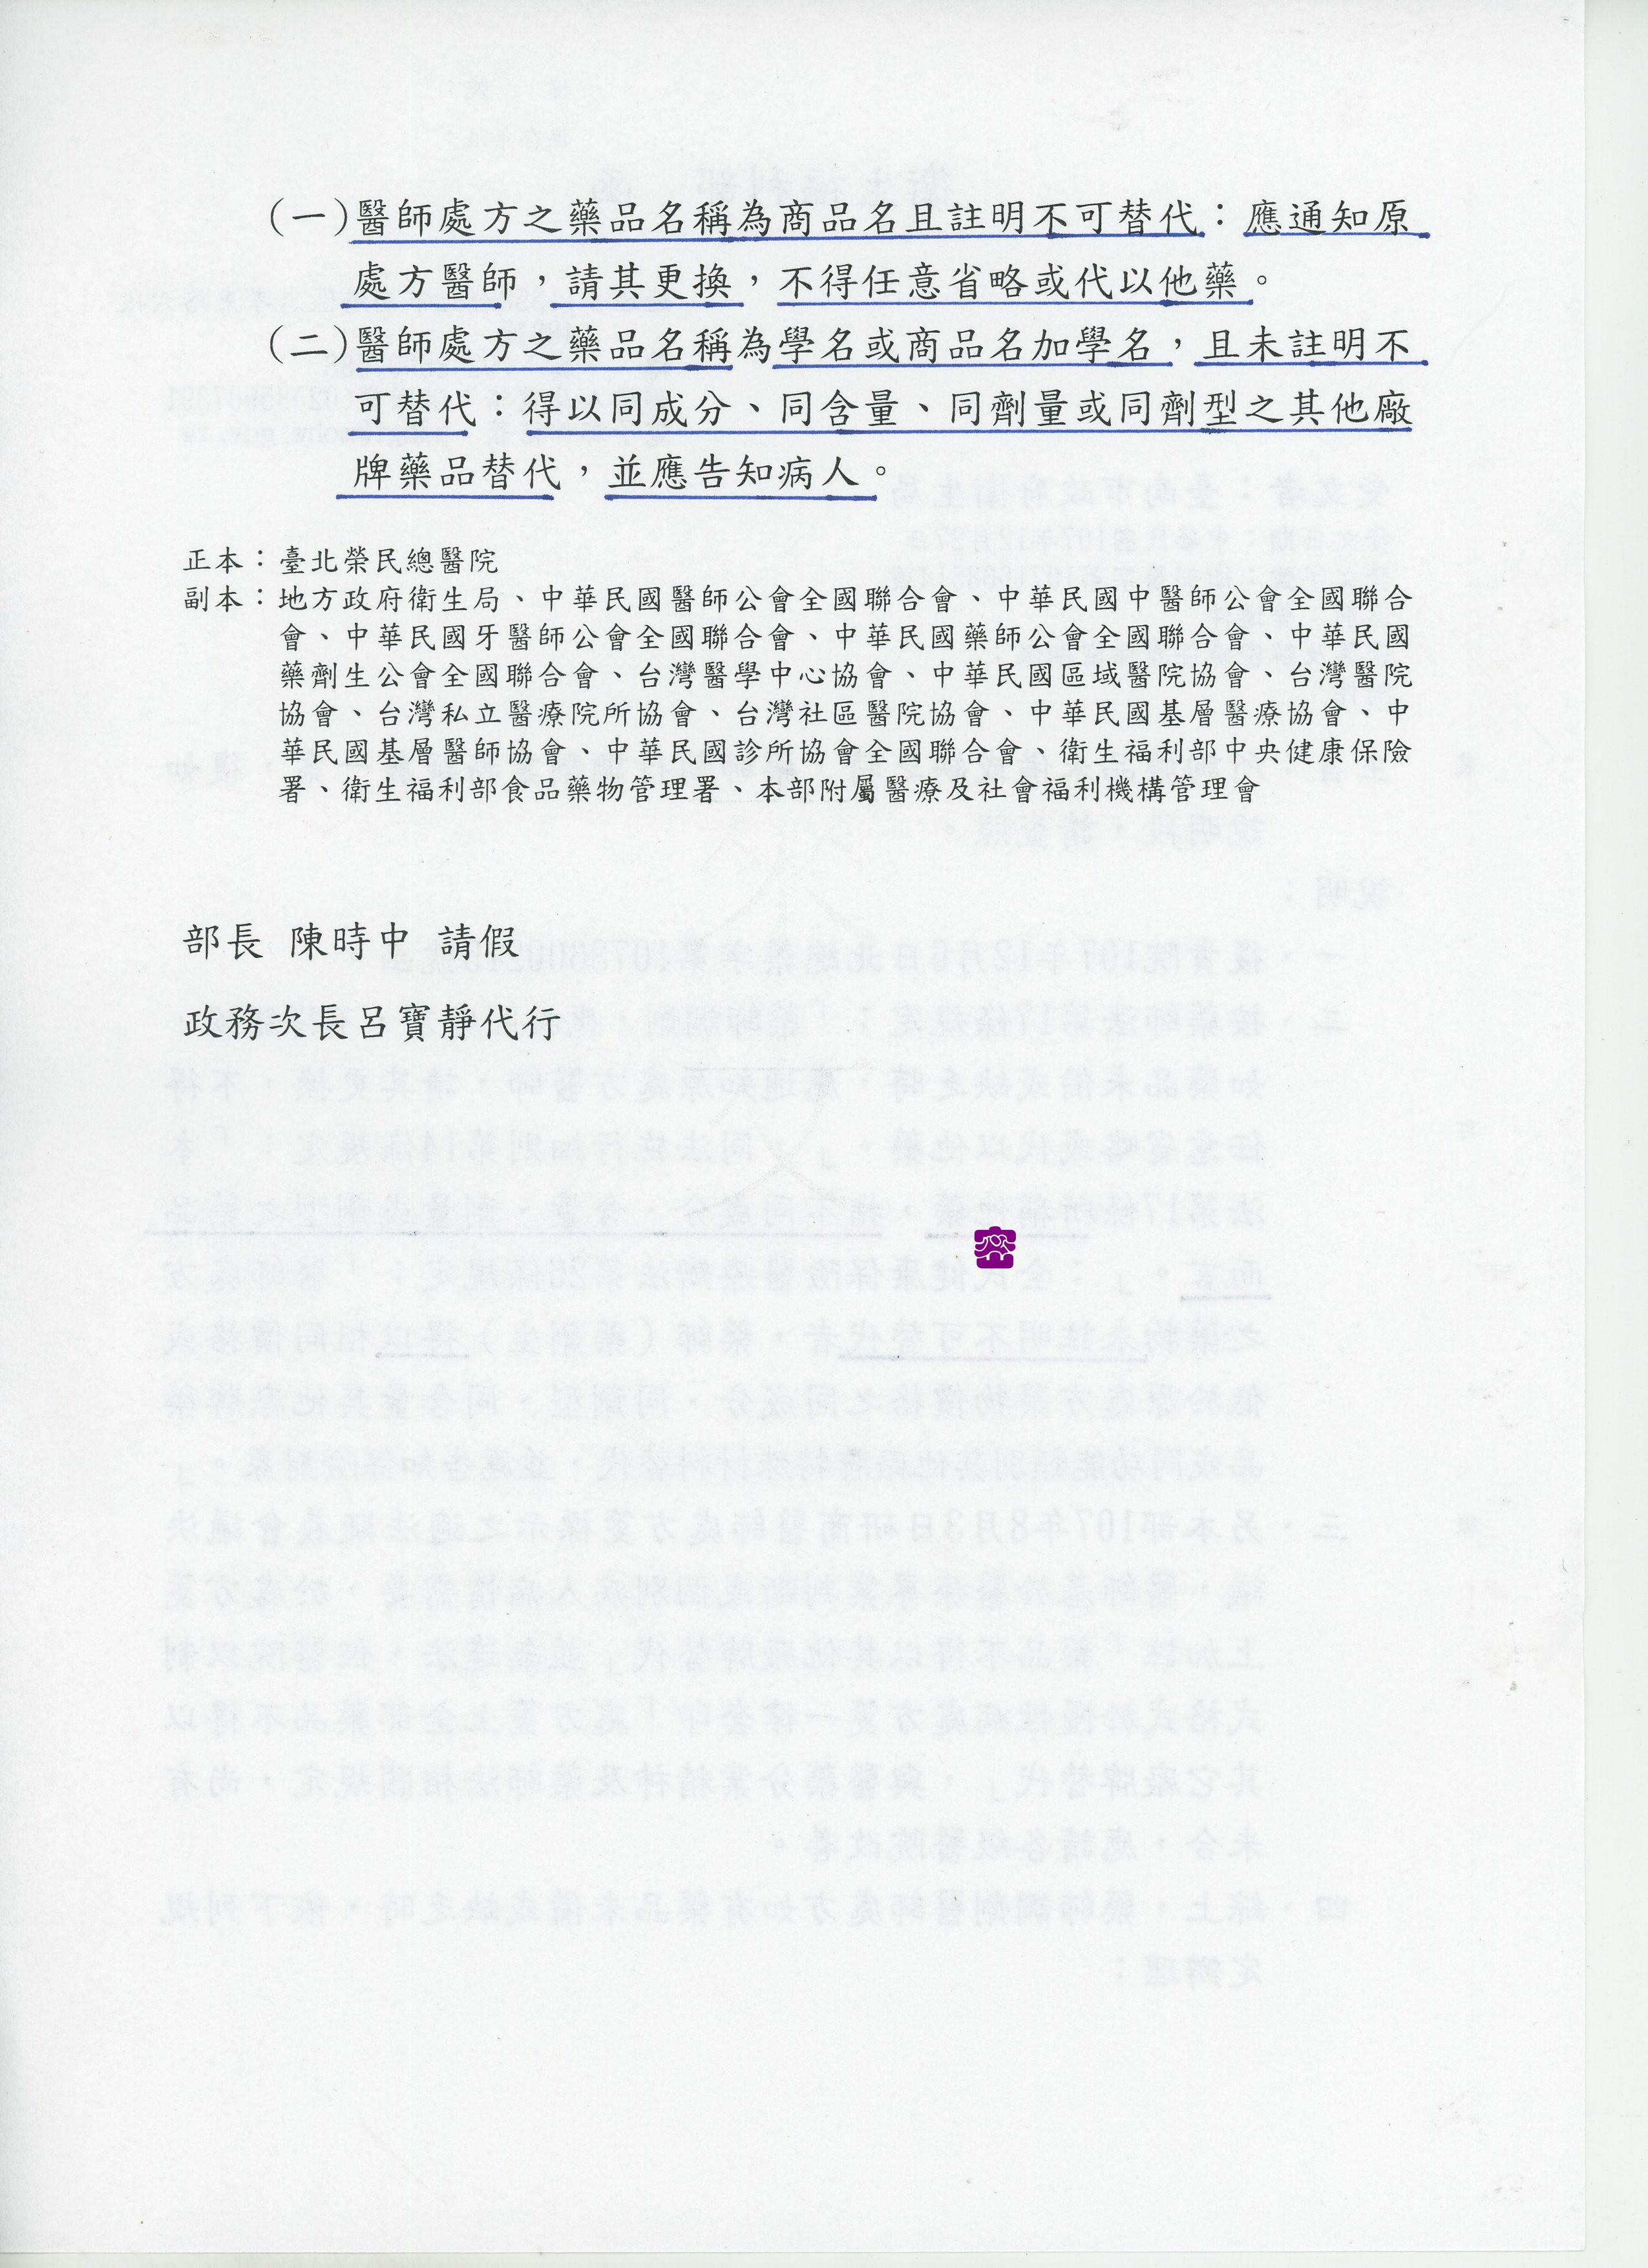 (一)醫師處方之藥品名稱為商品名且註明不可替代：應通知原
處方醫師，請其更換，不得任意省略或代以他藥。
(二)醫師處方之藥品名稱為學名或商品名加學名，且未註明不
可替代：得以同成分、同含量、同劑量或同劑型之其他廠
牌藥品替代，並應告知病人。
正本：臺北榮民總醫院
副本：地方政府衛生局、中華民國醫師公會全國聯合會、中華民國中醫師公會全國聯合
會、中華民國牙醫師公會全國聯合會、中華民國藥師公會全國聯合會、中華民國
藥劑生公會全國聯合會、台灣醫學中心協會、中華民國區域醫院協會、台灣醫院
協會、台灣私立醫療院所協會、台灣社區醫院協會、中華民國基層醫療協會、中
華民國基層醫師協會、中華民國診所協會全國聯合會、衛生福利部中央健康保險
署、衛生福利部食品藥物管理署、本部附屬醫療及社會福利機構管理會
部長 陳時中 請假
政務次長呂寶靜代行